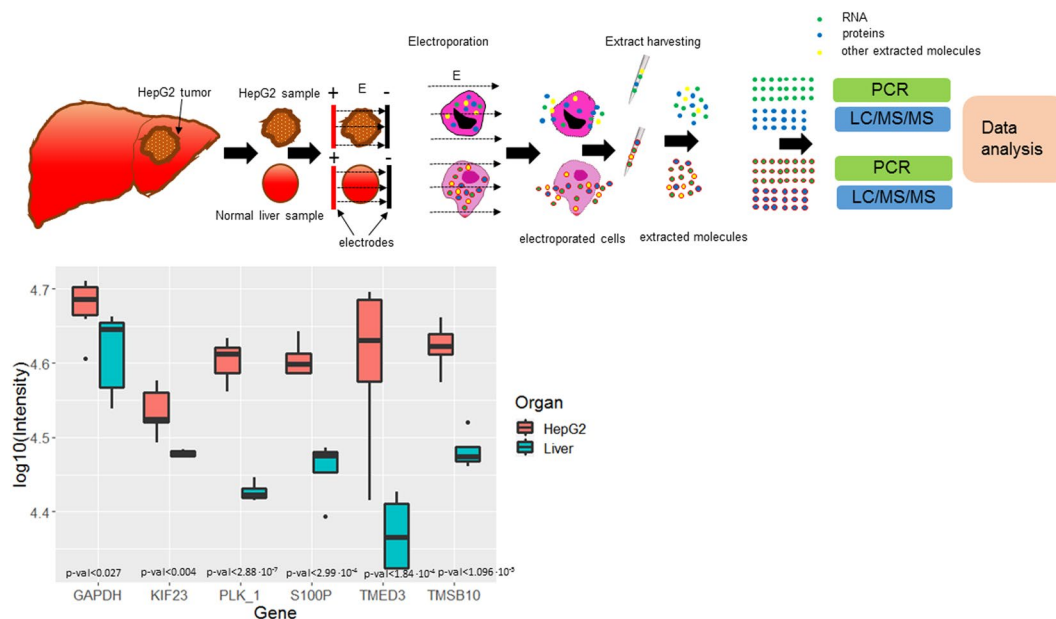 RNA
proteins
other extracted molecules
Electroporation
Extract harvesting
HepG2 tumor
HepG2 sample
+ E -
E
PCR
LC/MS/MS
Data
analysis
+ -
PCR
LC/MS/MS
Normal liver sample
electrodes
electroporated cells
extracted molecules
log10(Intensity)
4.7
4.6
4.5
4.4
Organ
HepG2
Liver
p-val<0.027 p-val<0.004 p-val<2.88·10-7 p-val<2.99·10-4 p-val<1.84·10-4 p-val<1.096·10-5
GAPDH KIF23 PLK_1 S100P TMED3 TMSB10
Gene